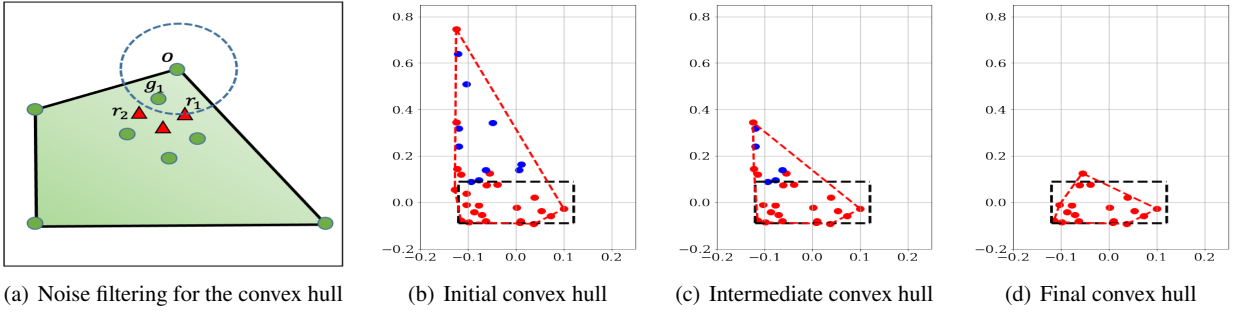 o
g₁
r₁
r₂
0.8
0.6
0.4
0.2
0.0
−0.2
−0.2 −0.1 0.0 0.1 0.2
0.8
0.6
0.4
0.2
0.0
−0.2
−0.2 −0.1 0.0 0.1 0.2
0.8
0.6
0.4
0.2
0.0
−0.2
−0.2 −0.1 0.0 0.1 0.2
(a) Noise filtering for the convex hull
(b) Initial convex hull
(c) Intermediate convex hull
(d) Final convex hull